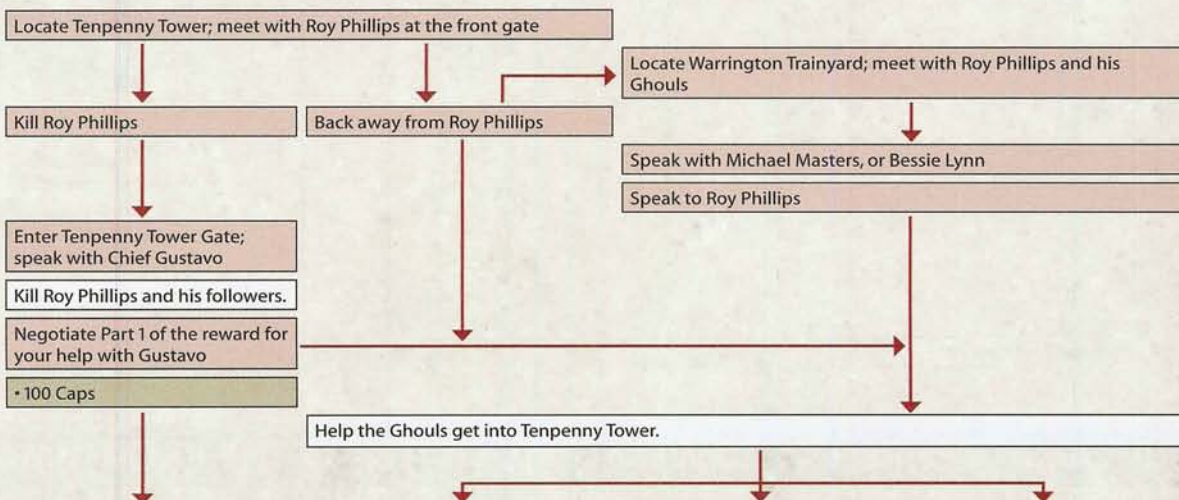 Locate Tenpenny Tower; meet with Roy Phillips at the front gate
Locate Warrington Trainyard; meet with Roy Phillips and his
Ghouls
Kill Roy Phillips
Back away from Roy Phillips
Speak with Michael Masters, or Bessie Lynn
Speak to Roy Phillips
Enter Tenpenny Tower Gate;
speak with Chief Gustavo
Kill Roy Phillips and his followers.
Negotiate Part 1 of the reward for
your help with Gustavo
• 100 Caps
Help the Ghouls get into Tenpenny Tower.